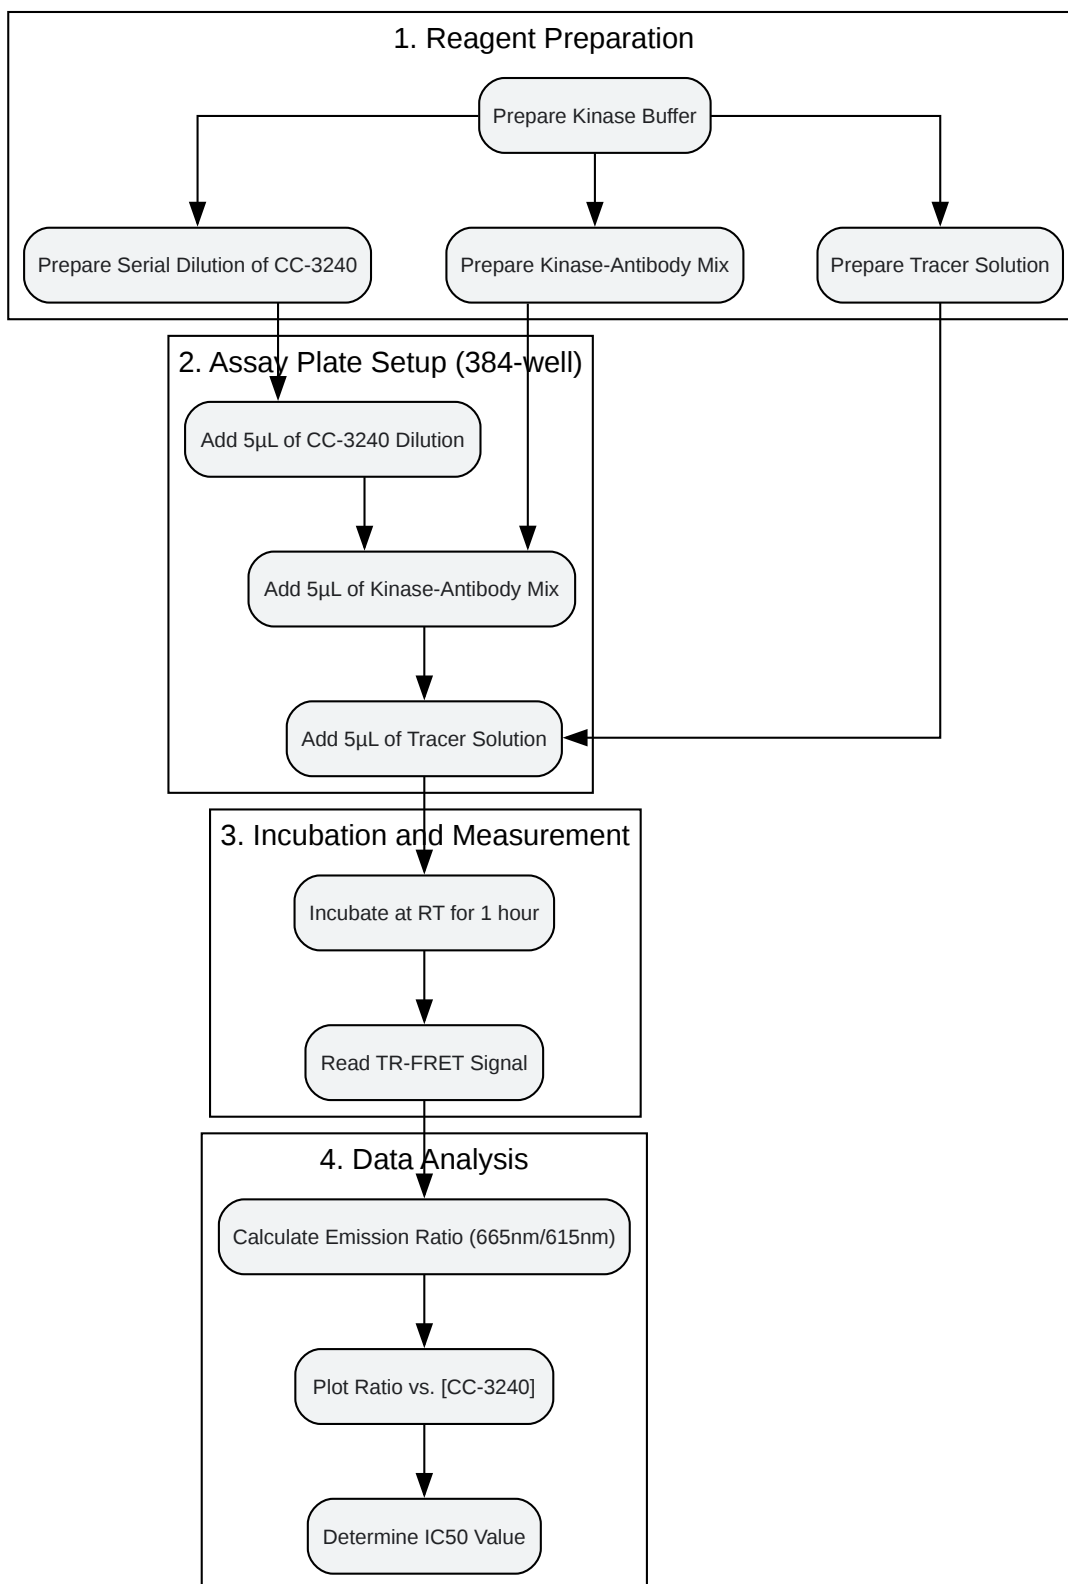 1. Reagent Preparation
Prepare Kinase Buffer
Prepare Serial Dilution of CC-3240
Prepare Kinase-Antibody Mix
Prepare Tracer Solution
2. Assay Plate Setup (384-well)
Add 5µL of CC-3240 Dilution
Add 5µL of Kinase-Antibody Mix
Add 5µL of Tracer Solution
3. Incubation and Measurement
Incubate at RT for 1 hour
Read TR-FRET Signal
4. Data Analysis
Calculate Emission Ratio (665nm/615nm)
Plot Ratio vs. [CC-3240]
Determine IC50 Value